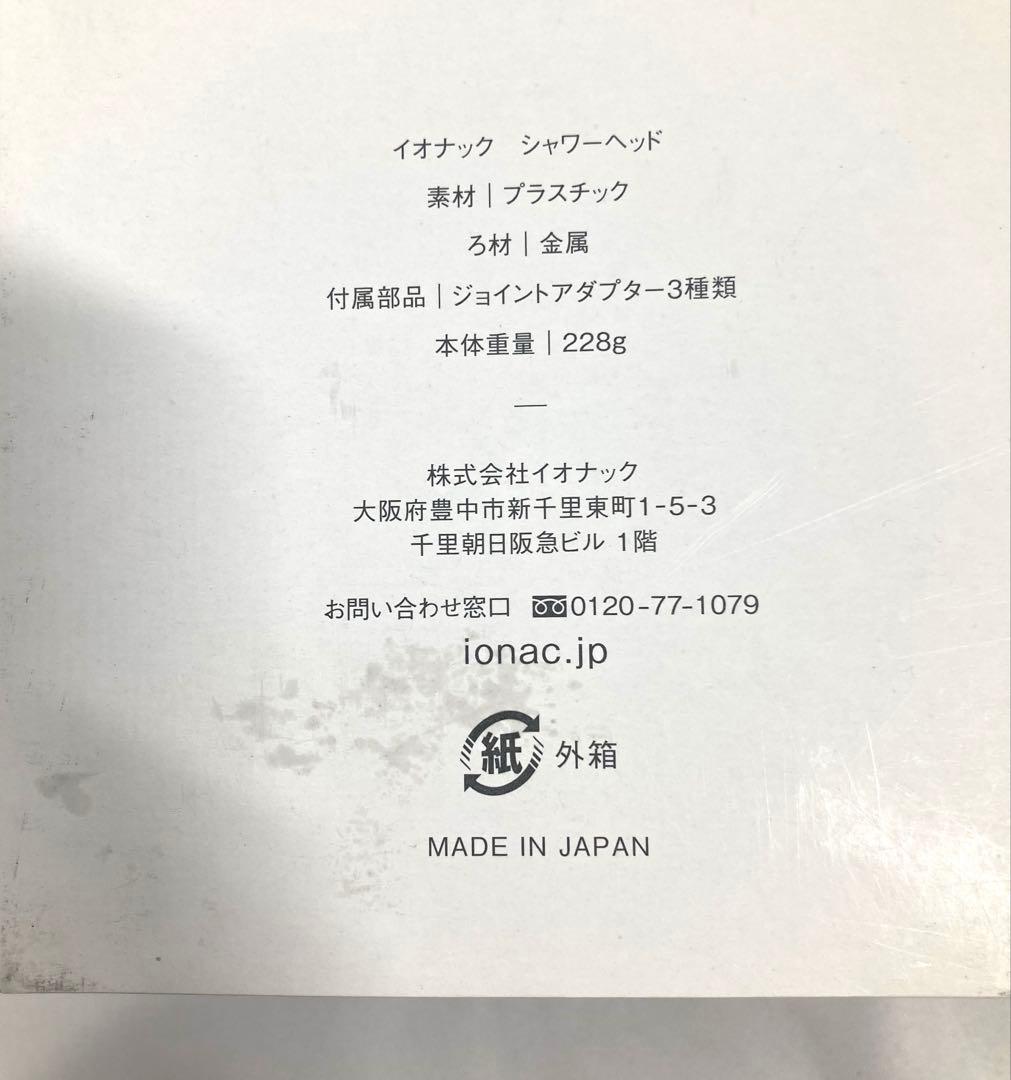 イオナック シャワーヘッド
素材｜プラスチック
ろ材｜金属
付属部品｜ジョイントアダプター3種類
本体重量｜228g
株式会社イオナック
大阪府豊中市新千里東町1-5-3
千里朝日阪急ビル 1階
お問い合わせ窓口 0120-77-1079
ionac.jp
紙 外箱
MADE IN JAPAN